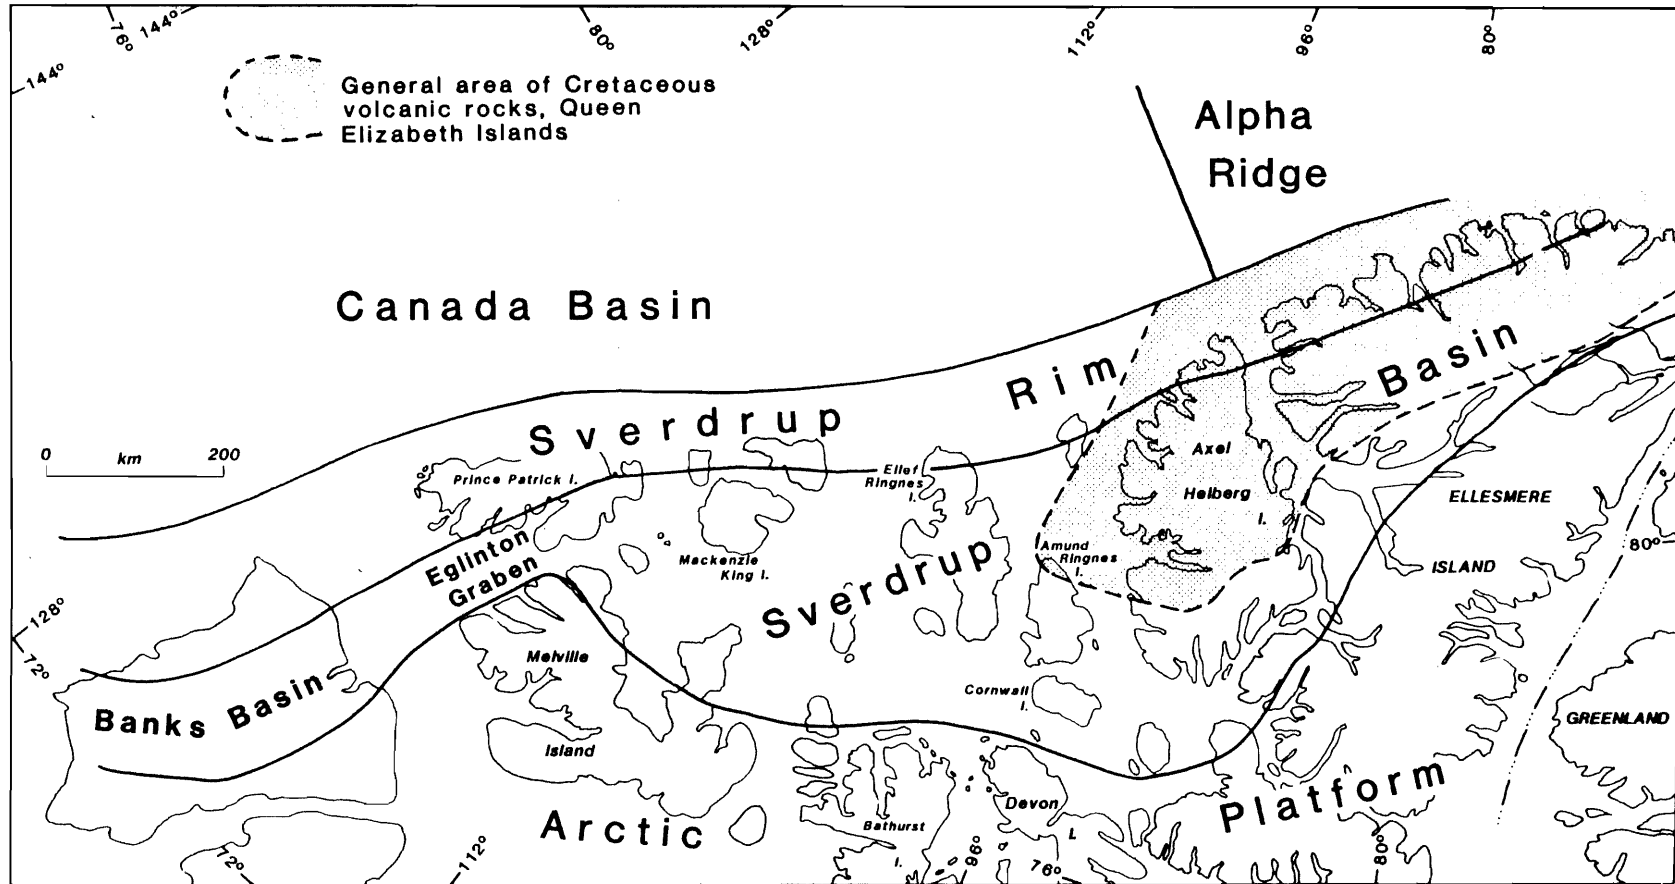 76° 144° 80° 128° 112° 96° 80°
144°
General area of Cretaceous
volcanic rocks, Queen
Elizabeth Islands
Alpha
Ridge
Canada Basin
Sverdrup Rim
Basin
0 km 200
Prince Patrick I.
Ellef
Ringnes
I.
Axel
Heiberg
I.
ELLESMERE
ISLAND
80°
Eglinton
Graben
Mackenzie
King I.
Sverdrup
Amund
Ringnes
I.
128°
72°
Melville
Island
Banks Basin
Cornwall
I.
GREENLAND
Arctic Platform
Devon
I.
Bathurst
I.
72° 112° 96° 76° 80°